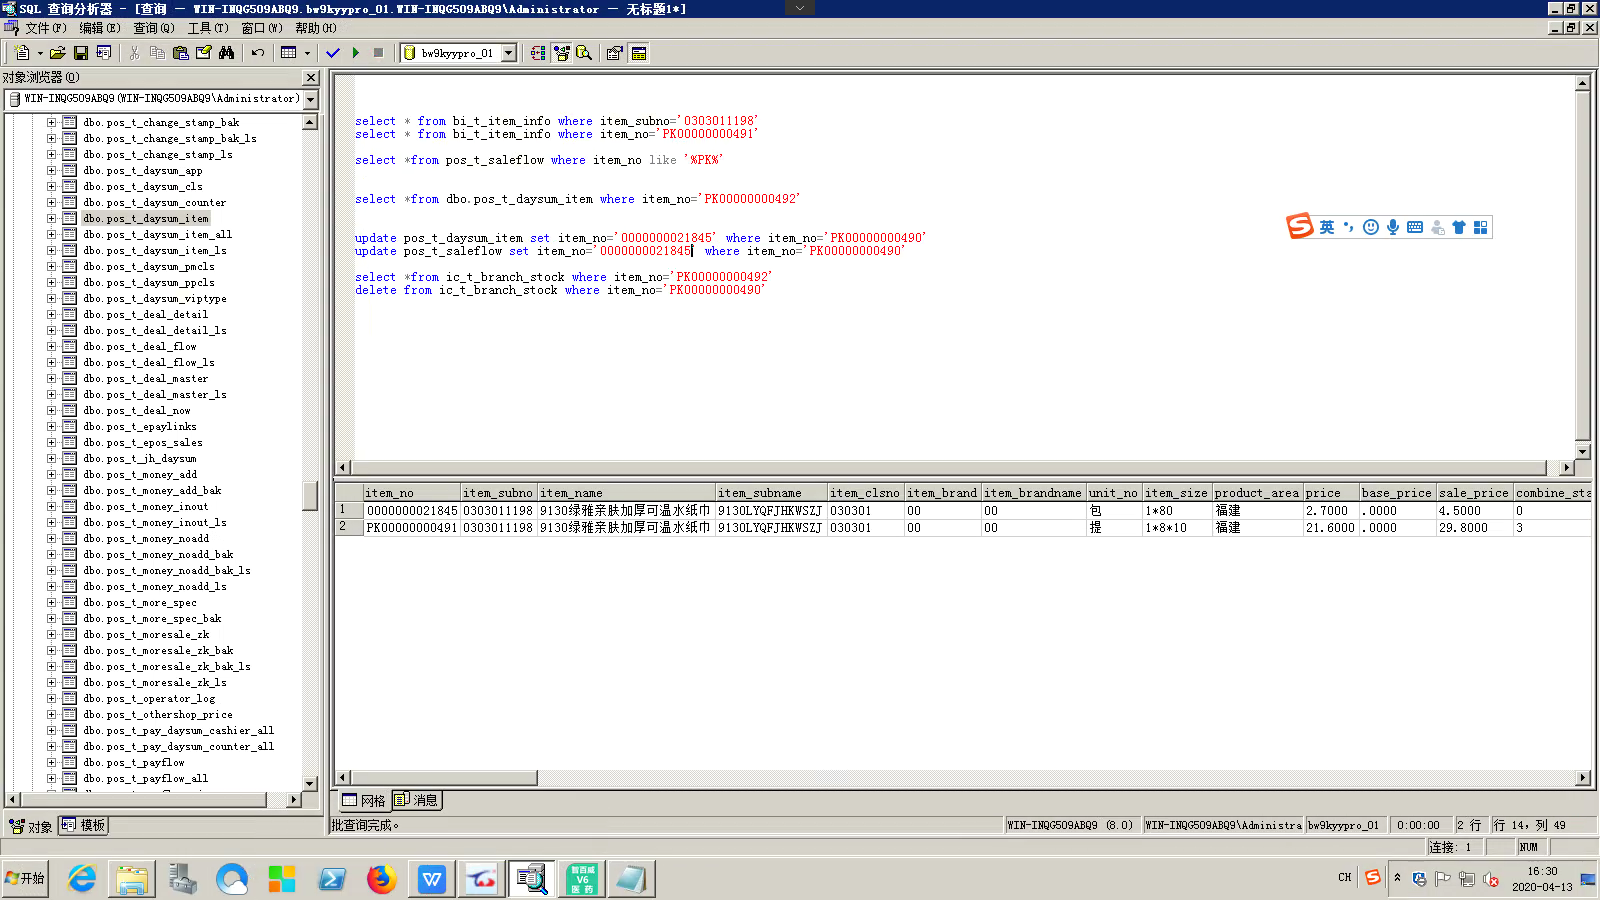 SQL 查询分析器 - [查询 — WIN-INQG509ABQ9.bw9kyypro_01.WIN-INQG509ABQ9\Administrator — 无标题1*]
文件(F) 编辑(E) 查询(Q) 工具(T) 窗口(W) 帮助(H)
bw9kyypro_01
对象浏览器(O)
WIN-INQG509ABQ9(WIN-INQG509ABQ9\Administrator)
dbo.pos_t_change_stamp_bak
dbo.pos_t_change_stamp_bak_ls
dbo.pos_t_change_stamp_ls
dbo.pos_t_daysum_app
dbo.pos_t_daysum_cls
dbo.pos_t_daysum_counter
dbo.pos_t_daysum_item
dbo.pos_t_daysum_item_all
dbo.pos_t_daysum_item_ls
dbo.pos_t_daysum_pmcls
dbo.pos_t_daysum_ppcls
dbo.pos_t_daysum_viptype
dbo.pos_t_deal_detail
dbo.pos_t_deal_detail_ls
dbo.pos_t_deal_flow
dbo.pos_t_deal_flow_ls
dbo.pos_t_deal_master
dbo.pos_t_deal_master_ls
dbo.pos_t_deal_now
dbo.pos_t_epaylinks
dbo.pos_t_epos_sales
dbo.pos_t_jh_daysum
dbo.pos_t_money_add
dbo.pos_t_money_add_bak
dbo.pos_t_money_inout
dbo.pos_t_money_inout_ls
dbo.pos_t_money_noadd
dbo.pos_t_money_noadd_bak
dbo.pos_t_money_noadd_bak_ls
dbo.pos_t_money_noadd_ls
dbo.pos_t_more_spec
dbo.pos_t_more_spec_bak
dbo.pos_t_moresale_zk
dbo.pos_t_moresale_zk_bak
dbo.pos_t_moresale_zk_bak_ls
dbo.pos_t_moresale_zk_ls
dbo.pos_t_operator_log
dbo.pos_t_othershop_price
dbo.pos_t_pay_daysum_cashier_all
dbo.pos_t_pay_daysum_counter_all
dbo.pos_t_payflow
dbo.pos_t_payflow_all
对象 模板
select * from bi_t_item_info where item_subno='0303011198'
select * from bi_t_item_info where item_no='PK00000000491'
select *from pos_t_saleflow where item_no like '%PK%'
select *from dbo.pos_t_daysum_item where item_no='PK00000000492'
update pos_t_daysum_item set item_no='0000000021845' where item_no='PK00000000490'
update pos_t_saleflow set item_no='0000000021845' where item_no='PK00000000490'
select *from ic_t_branch_stock where item_no='PK00000000492'
delete from ic_t_branch_stock where item_no='PK00000000490'
英
item_no item_subno item_name item_subname item_clsno item_brand item_brandname unit_no item_size product_area price base_price sale_price combine_sta
1 0000000021845 0303011198 9130绿雅亲肤加厚可温水纸巾 9130LYQFJHKWSZJ 030301 00 00 包 1*80 福建 2.7000 .0000 4.5000 0
2 PK00000000491 0303011198 9130绿雅亲肤加厚可温水纸巾 9130LYQFJHKWSZJ 030301 00 00 提 1*8*10 福建 21.6000 .0000 29.8000 3
网格 消息
批查询完成。 WIN-INQG509ABQ9 (8.0) WIN-INQG509ABQ9\Administra bw9kyypro_01 0:00:00 2 行 行 14, 列 49
连接: 1 NUM
开始
智百威
V6
医药
CH
16:30
2020-04-13